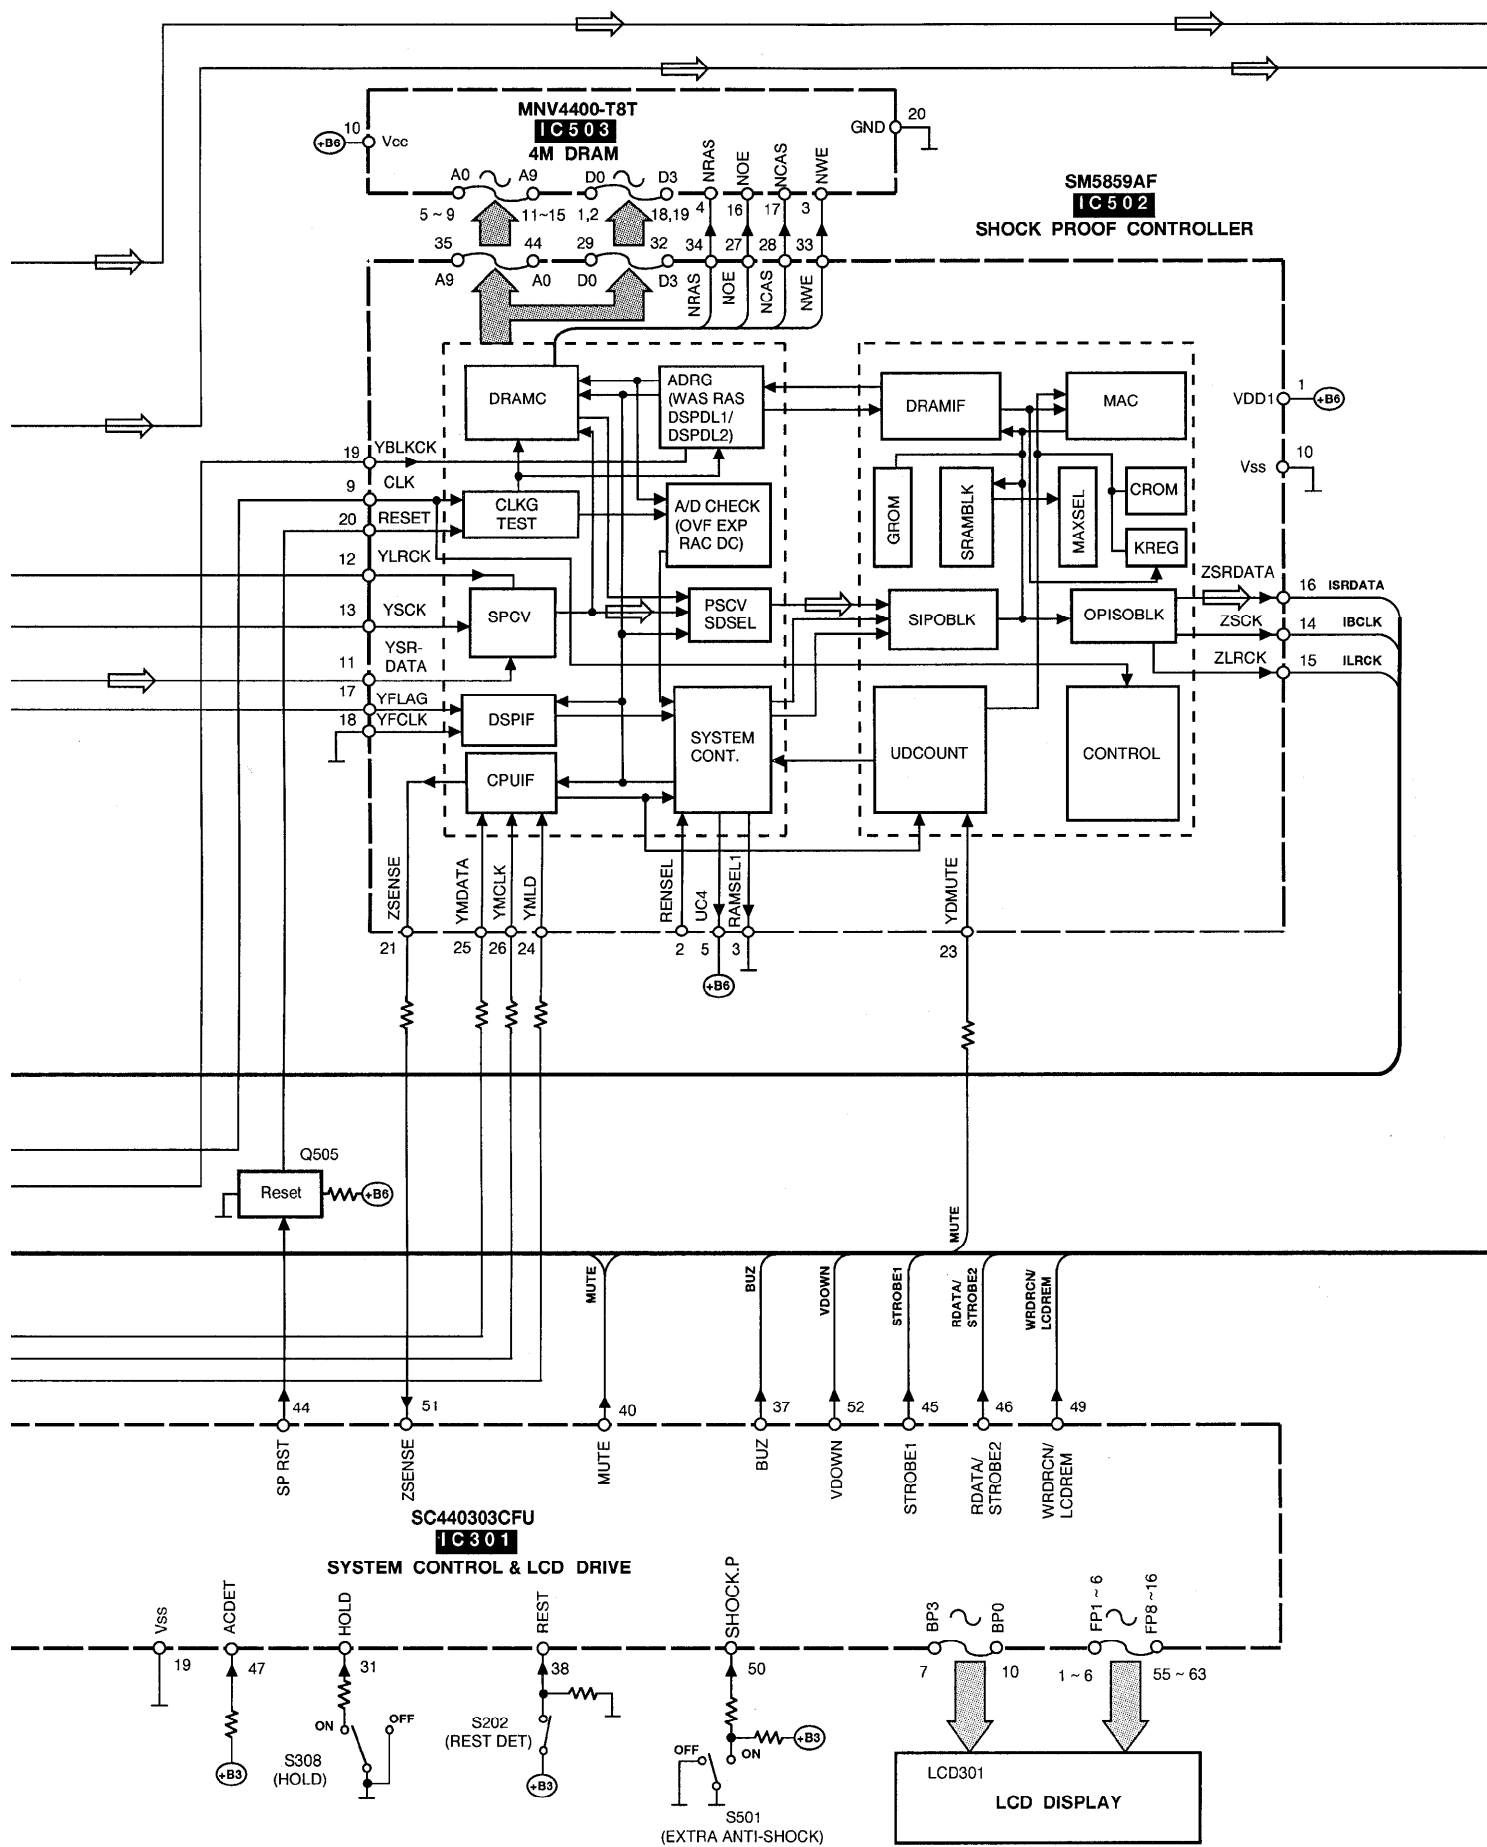 MNV4400-T8T
IC503
4M DRAM
+B6
10
Vcc
GND
20
A0
A9
D0
D3
NRAS
NOE
NCAS
NWE
5 ~ 9
11~15
1,2
18,19
4
16
17
3
SM5859AF
IC502
SHOCK PROOF CONTROLLER
35
44
29
32
34
27
28
33
A9
A0
D0
D3
NRAS
NOE
NCAS
NWE
DRAMC
ADRG
(WAS RAS
DSPDL1/
DSPDL2)
DRAMIF
MAC
VDD1
1
+B6
Vss
10
19
YBLKCK
9
CLK
20
RESET
12
YLRCK
13
YSCK
11
YSR-
DATA
17
YFLAG
18
YFCLK
CLKG
TEST
A/D CHECK
(OVF EXP
RAC DC)
GROM
SRAMBLK
MAXSEL
CROM
KREG
SPCV
PSCV
SDSEL
SIPOBLK
OPISOBLK
ZSRDATA
16
ISRDATA
ZSCK
14
IBCLK
ZLRCK
15
ILRCK
DSPIF
CPUIF
SYSTEM
CONT.
UDCOUNT
CONTROL
ZSENSE
YMDATA
YMCLK
YMLD
RENSEL
UC4
RAMSEL1
YDMUTE
21
25
26
24
2
5
3
23
+B6
Q505
Reset
+B6
MUTE
MUTE
BUZ
VDOWN
STROBE1
RDATA/
STROBE2
WRDRCN/
LCDREM
44
51
40
37
52
45
46
49
SP RST
ZSENSE
MUTE
BUZ
VDOWN
STROBE1
RDATA/
STROBE2
WRDRCN/
LCDREM
SC440303CFU
IC301
SYSTEM CONTROL & LCD DRIVE
Vss
ACDET
HOLD
REST
SHOCK.P
BP3
BP0
FP1 ~ 6
FP8 ~16
19
47
31
38
50
7
10
1 ~ 6
55 ~ 63
ON
OFF
S308
(HOLD)
+B3
S202
(REST DET)
+B3
+B3
OFF
ON
S501
(EXTRA ANTI-SHOCK)
LCD301
LCD DISPLAY